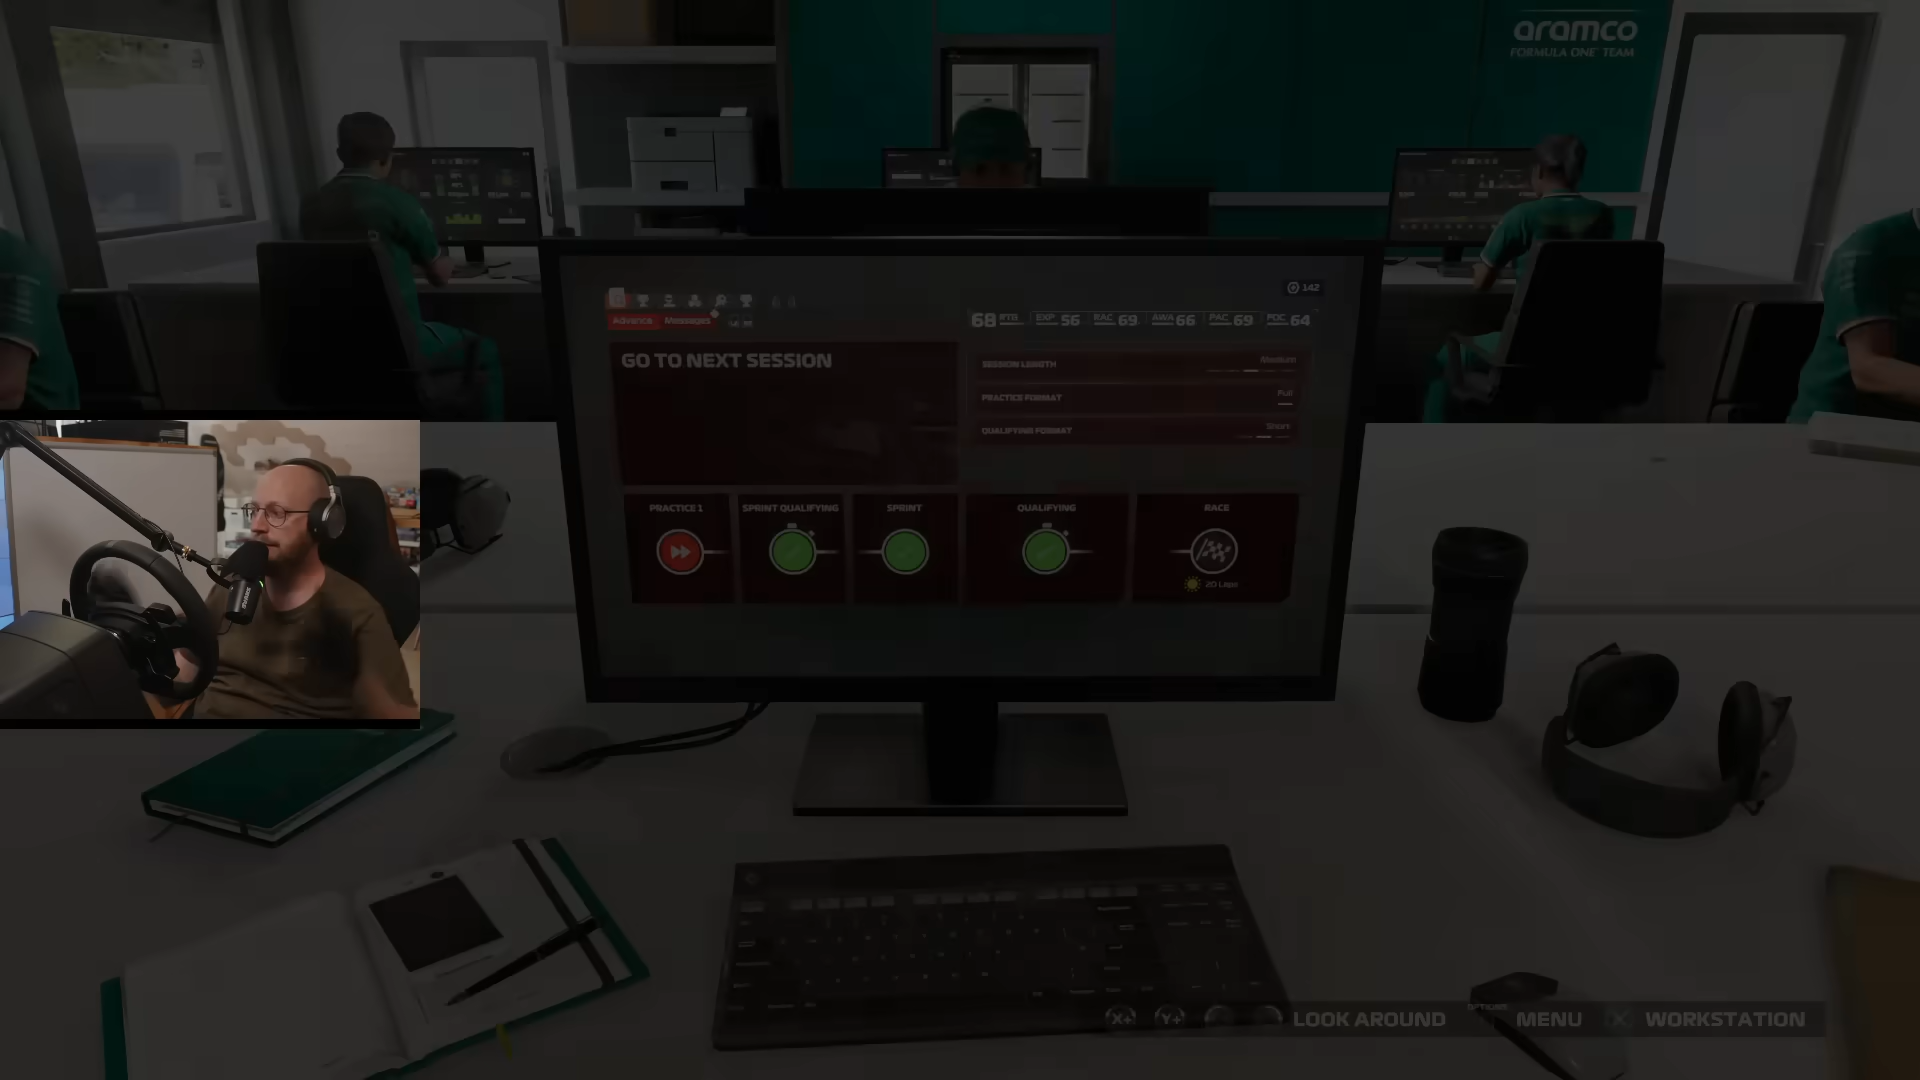 aramco
FORMULA ONE TEAM
142
Advance Messages
68 RTG EXP 56 RAC 69 AWA 66 PAC 69 FOC 64
GO TO NEXT SESSION
SESSION LENGTH Medium
PRACTICE FORMAT Full
QUALIFYING FORMAT Short
PRACTICE 1
SPRINT QUALIFYING
SPRINT
QUALIFYING
RACE
20 Laps
X+ Y+ LOOK AROUND OPTIONS MENU X WORKSTATION